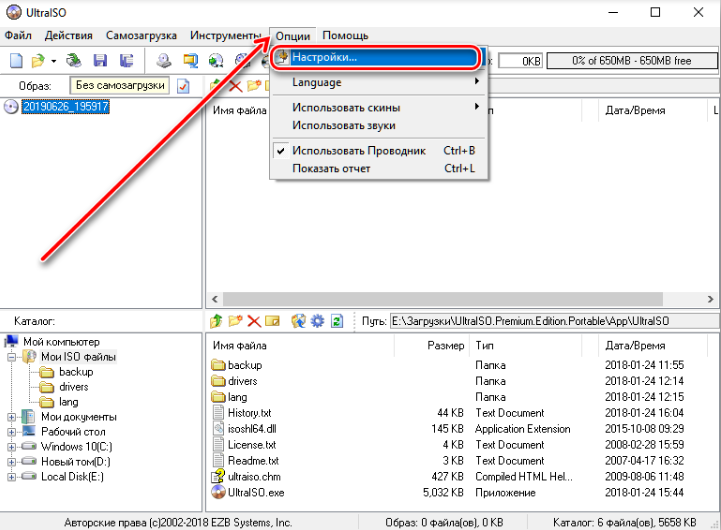 UltraISO
Файл Действия Самозагрузка Инструменты Опции Помощь
Настройки...
0KB 0% of 650MB - 650MB free
Language
Использовать скины
Использовать звуки
Использовать Проводник Ctrl+B
Показать отчет Ctrl+L
Образ: Без самозагрузки
20190626_195917
Имя файла Дата/Время L
Каталог: Путь: E:\Загрузки\UltraISO.Premium.Edition.Portable\App\UltraISO
Мой компьютер
Мои ISO файлы
backup
drivers
lang
Мои документы
Рабочий стол
Windows 10(C:)
Новый том(D:)
Local Disk(E:)
Имя файла Размер Тип Дата/Время
backup Папка 2018-01-24 11:55
drivers Папка 2018-01-24 12:14
lang Папка 2018-01-24 12:15
History.txt 44 KB Text Document 2018-01-24 16:04
isoshl64.dll 145 KB Application Extension 2015-10-08 09:29
License.txt 4 KB Text Document 2008-02-28 15:59
Readme.txt 3 KB Text Document 2007-04-17 16:32
ultraiso.chm 427 KB Compiled HTML Hel... 2009-08-06 11:48
UltraISO.exe 5,032 KB Приложение 2018-01-24 15:44
Авторские права (c)2002-2018 EZB Systems, Inc. Образ: 0 файла(ов), 0 KB Каталог: 6 файла(ов), 5658 KB